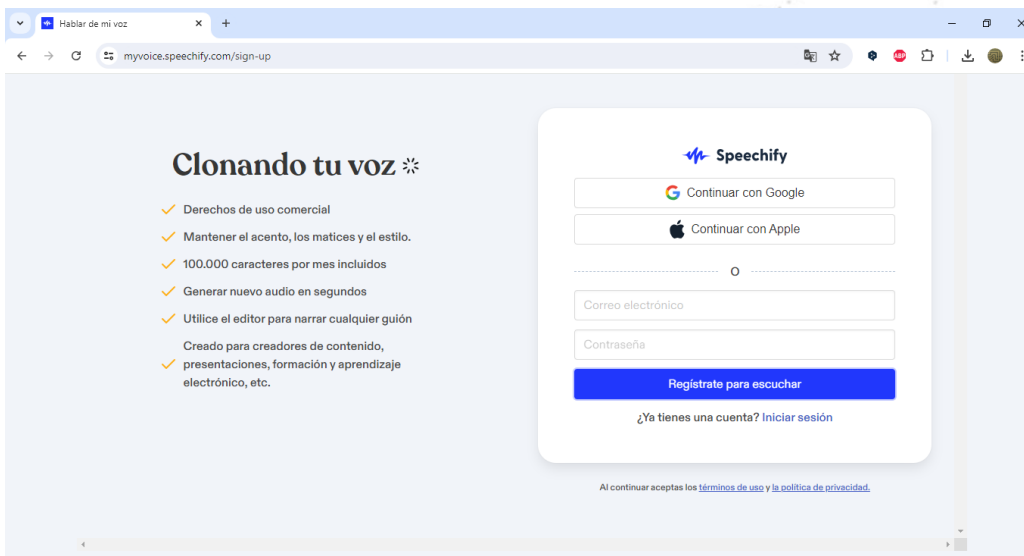 Hablar de mi voz
myvoice.speechify.com/sign-up
ABP
Clonando tu voz
Derechos de uso comercial
Mantener el acento, los matices y el estilo.
100.000 caracteres por mes incluidos
Generar nuevo audio en segundos
Utilice el editor para narrar cualquier guión
Creado para creadores de contenido,
presentaciones, formación y aprendizaje
electrónico, etc.
Speechify
Continuar con Google
Continuar con Apple
O
Correo electrónico
Contraseña
Regístrate para escuchar
¿Ya tienes una cuenta? Iniciar sesión
Al continuar aceptas los términos de uso y la política de privacidad.